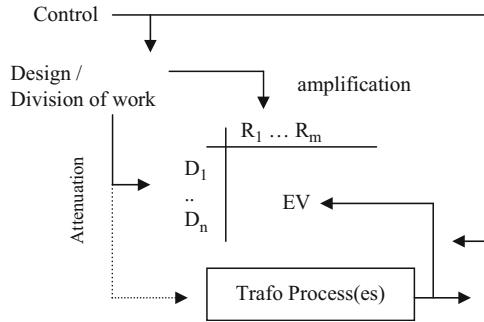 Control
Design /
Division of work
amplification
R1 … Rm
Attenuation
D1
..
Dn
EV
Trafo Process(es)